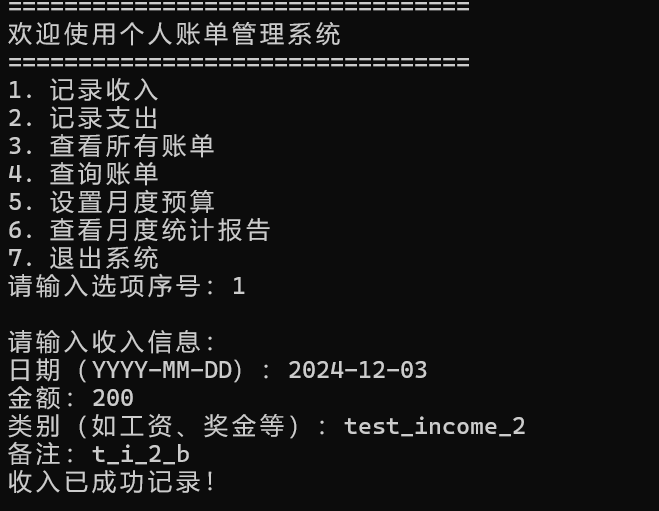 =================================
欢迎使用个人账单管理系统
=================================
1. 记录收入
2. 记录支出
3. 查看所有账单
4. 查询账单
5. 设置月度预算
6. 查看月度统计报告
7. 退出系统
请输入选项序号：1
请输入收入信息：
日期（YYYY-MM-DD）：2024-12-03
金额：200
类别（如工资、奖金等）：test_income_2
备注：t_i_2_b
收入已成功记录！